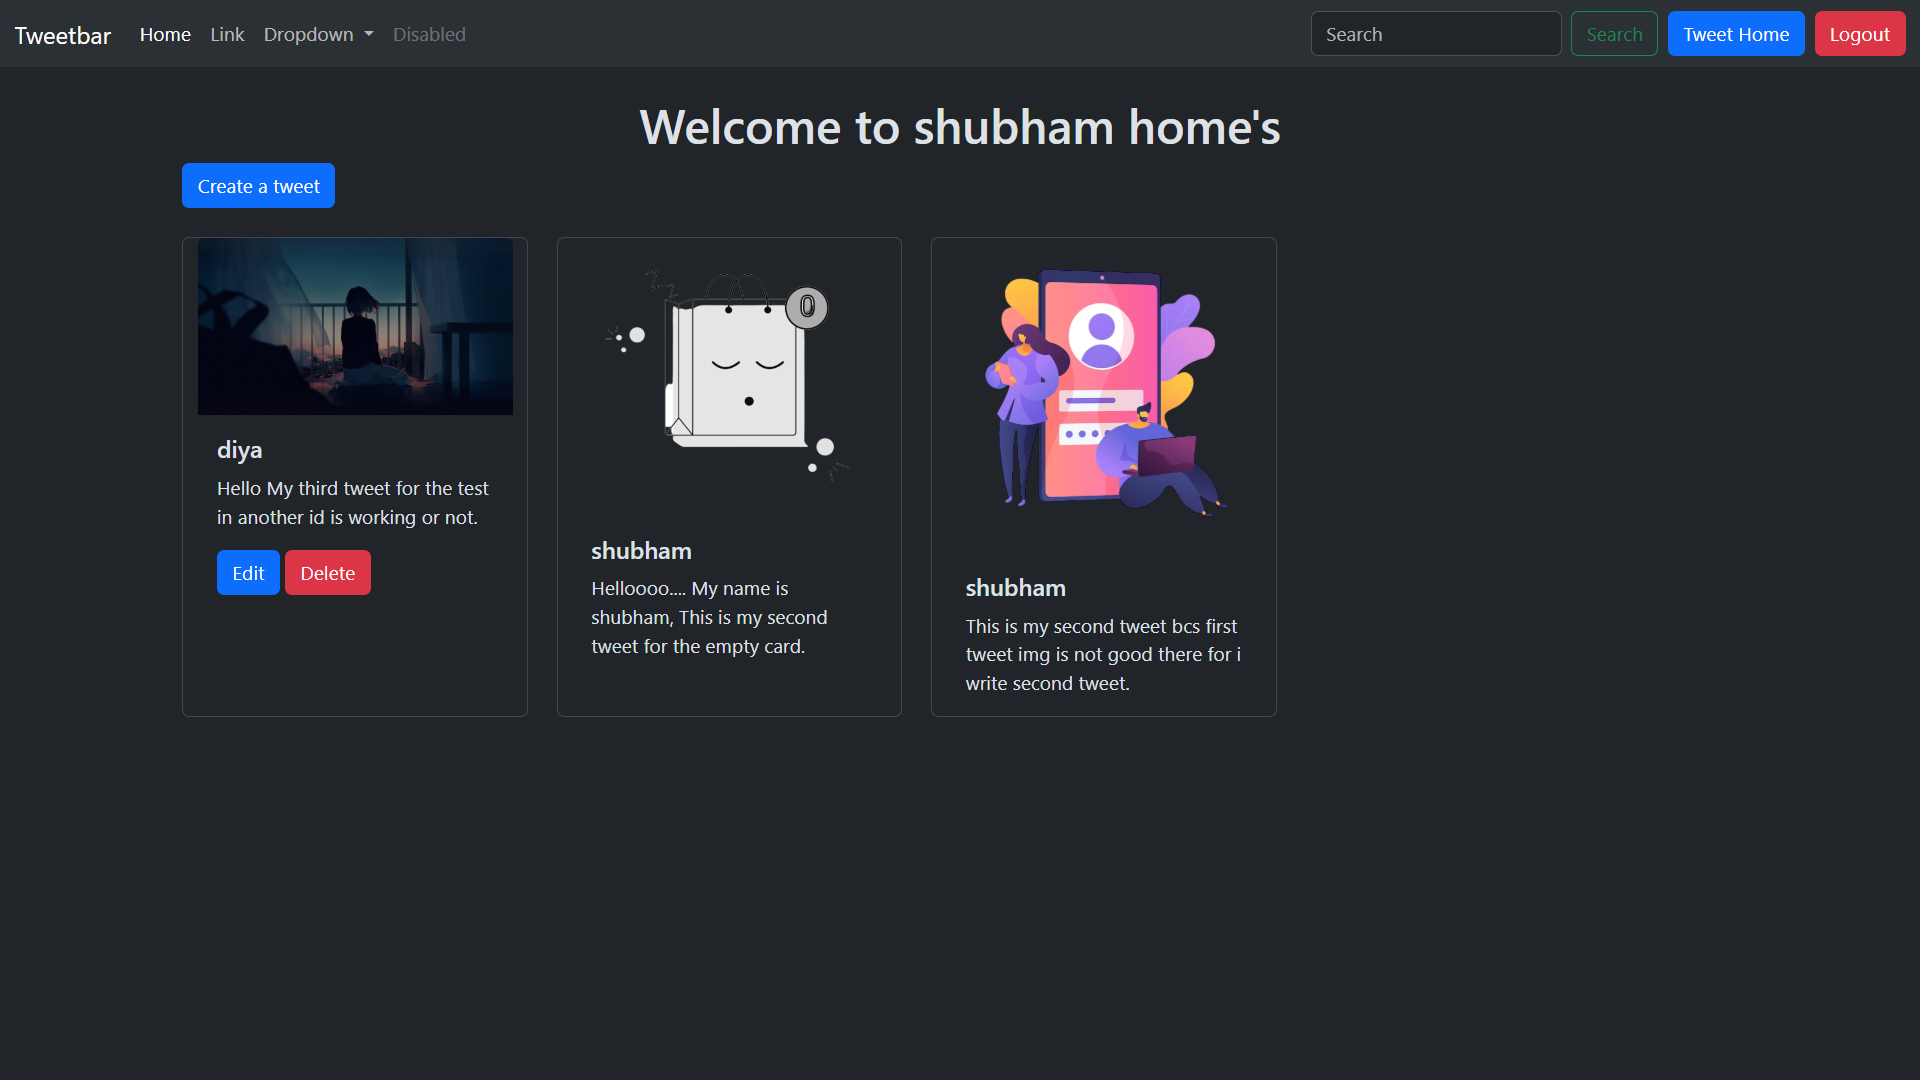 Tweetbar Home Link Dropdown Disabled Search Search Tweet Home Logout
Welcome to shubham home's
Create a tweet
diya
Hello My third tweet for the test
in another id is working or not.
Edit Delete
0
shubham
Helloooo.... My name is
shubham, This is my second
tweet for the empty card.
shubham
This is my second tweet bcs first
tweet img is not good there for i
write second tweet.